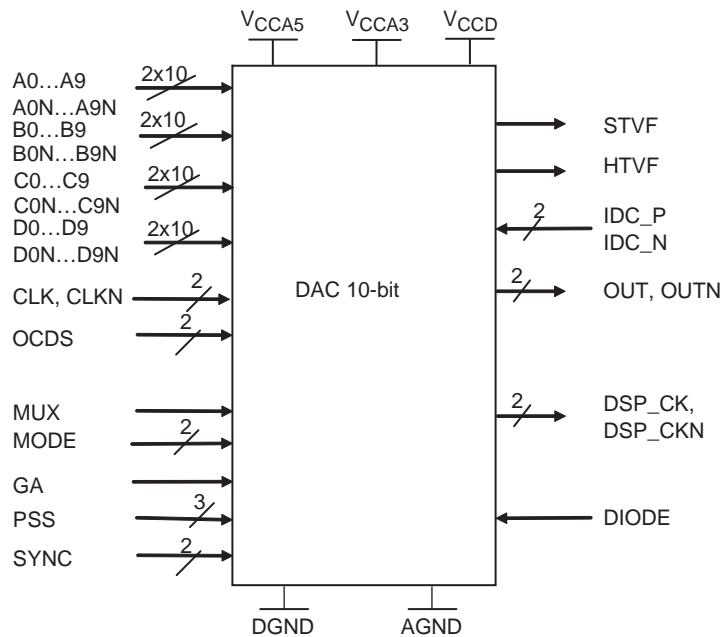 VCCA5
VCCA3
VCCD
A0...A9
2x10
A0N...A9N
B0...B9
2x10
B0N...B9N
C0...C9
2x10
C0N...C9N
D0...D9
2x10
D0N...D9N
CLK, CLKN
2
OCDS
2
MUX
MODE
2
GA
PSS
3
SYNC
2
DAC 10-bit
STVF
HTVF
2
IDC_P
IDC_N
2
OUT, OUTN
2
DSP_CK,
DSP_CKN
DIODE
DGND
AGND